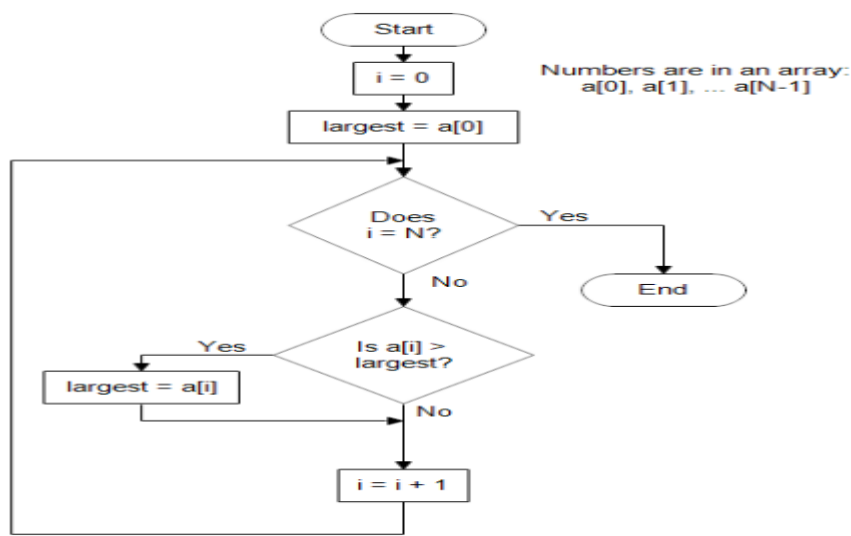 Start
i = 0
Numbers are in an array:
a[0], a[1], ... a[N-1]
largest = a[0]
Does
i = N?
Yes
No
End
Is a[i] >
largest?
Yes
largest = a[i]
No
i = i + 1